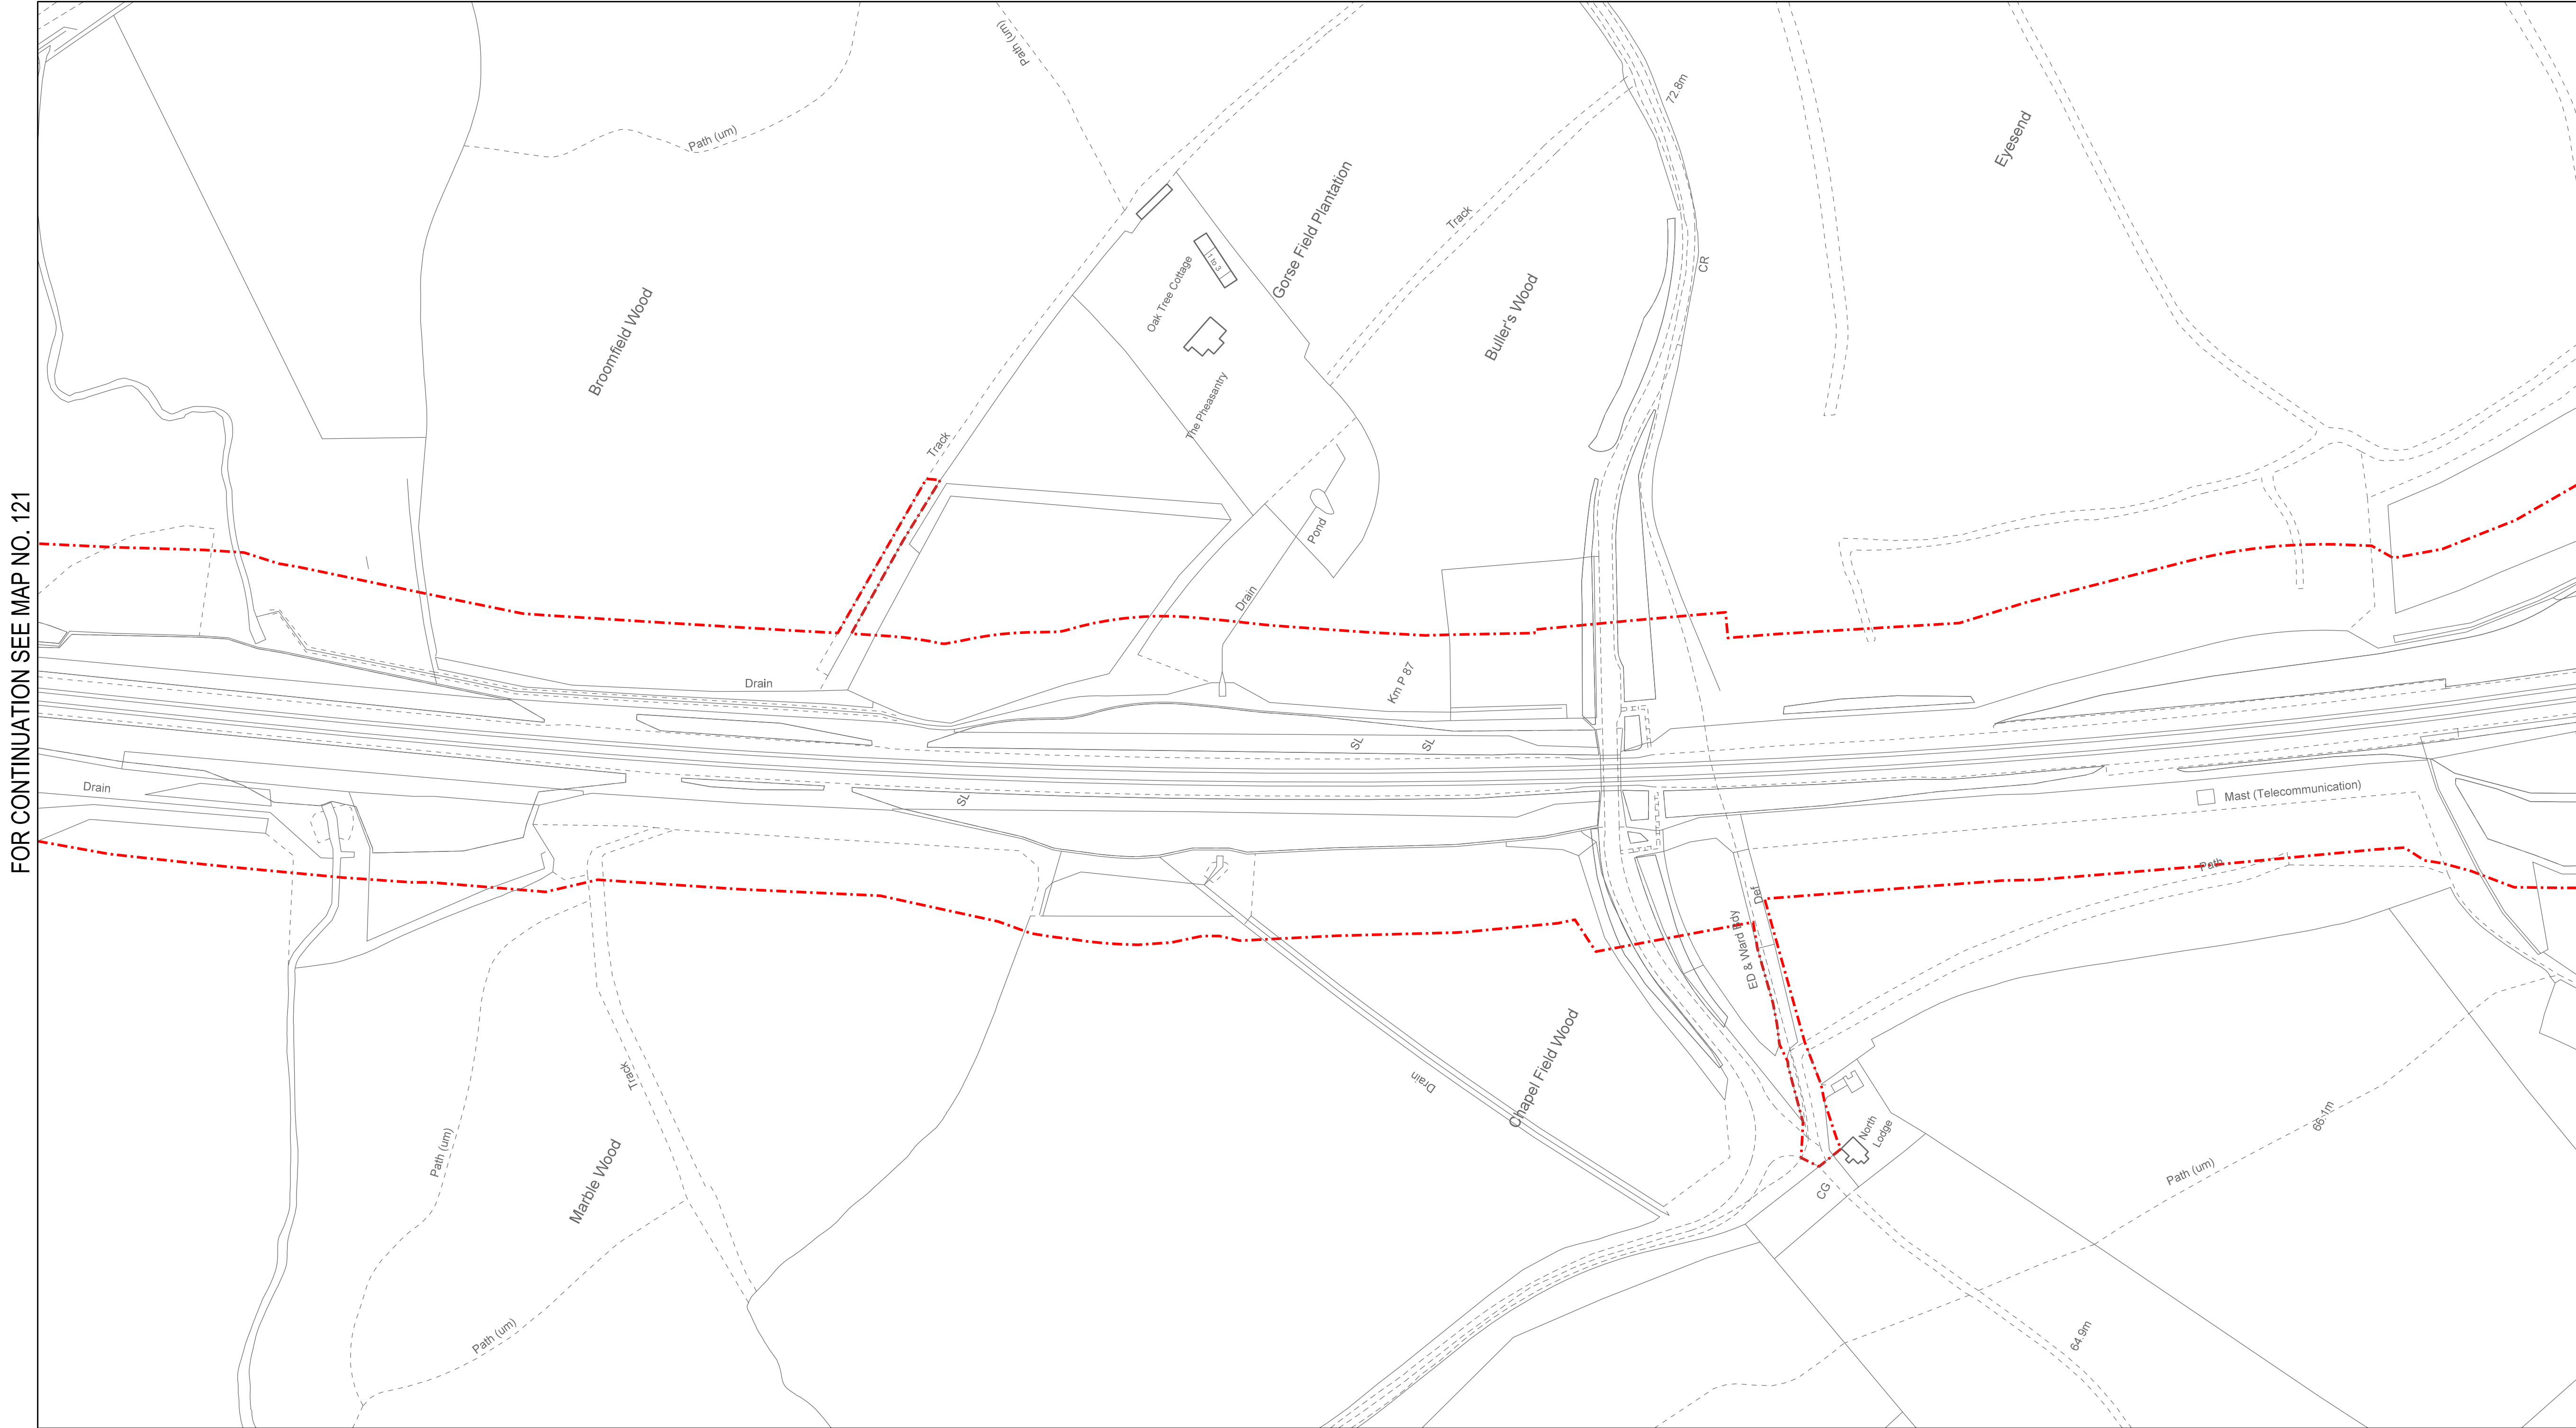 FOR CONTINUATION SEE MAP NO. 121
Path (um)
Path (um)
72.8m
Eyesend
Gorse Field Plantation
Track
CR
1 to 3
Oak Tree Cottage
Broomfield Wood
Buller's Wood
The Pheasantry
Track
Pond
Drain
Km P 87
Drain
SL
SL
Drain
SL
Mast (Telecommunication)
Path
Def
ED & Ward Bdy
Track
Drain
Chapel Field Wood
Path (um)
Marble Wood
North
Lodge
CG
66.1m
Path (um)
Path (um)
64.9m